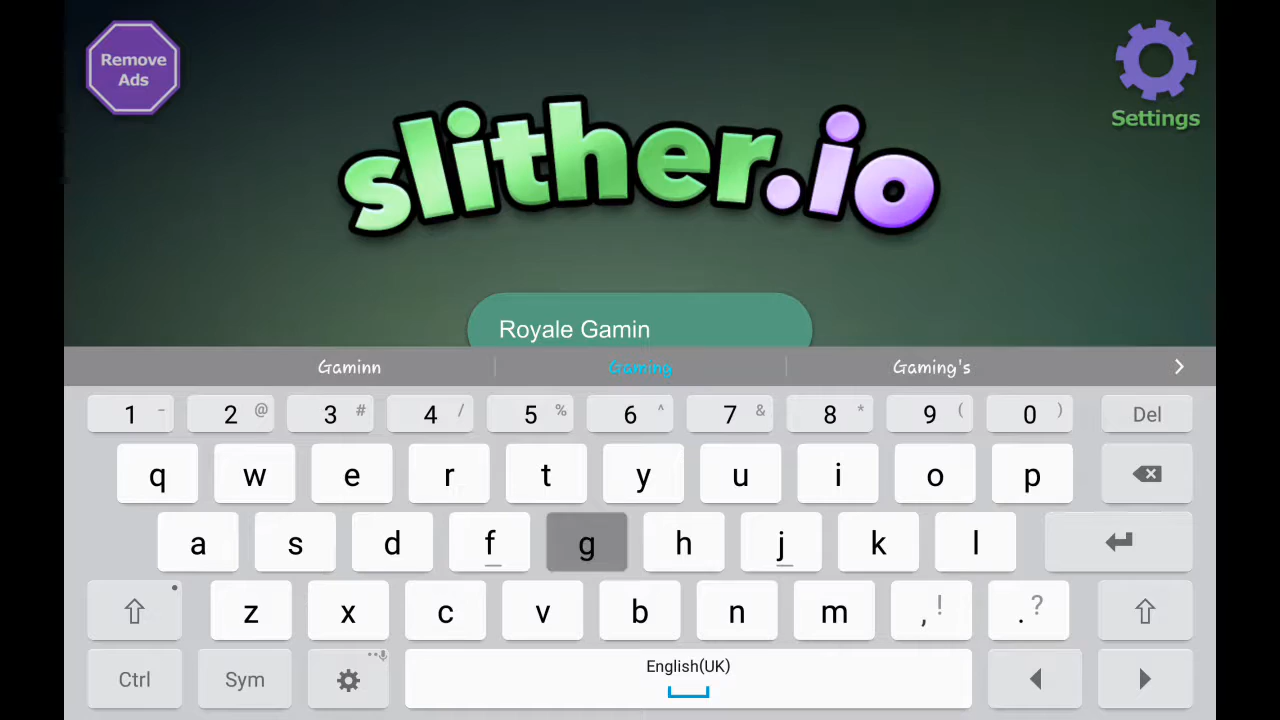 Remove
Ads
slither.io
Settings
Royale Gamin
Gaminn Gaming Gaming's >
1 - 2 @ 3 # 4 / 5 % 6 ^ 7 & 8 * 9 ( 0 ) Del
q w e r t y u i o p
a s d f g h j k l
z x c v b n m , ! . ?
Ctrl Sym English(UK)